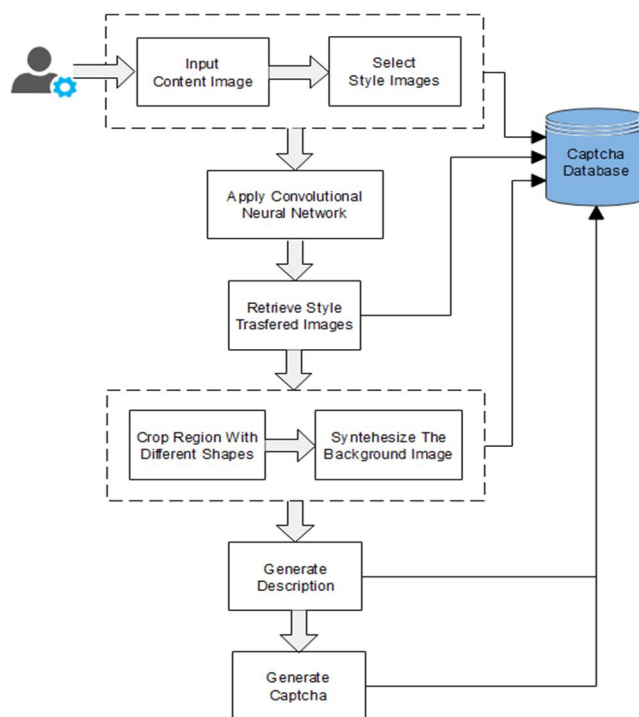 Input
Content Image
Select
Style Images
Captcha
Database
Apply Convolutional
Neural Network
Retrieve Style
Trasfered Images
Crop Region With
Different Shapes
Syntehesize The
Background Image
Generate
Description
Generate
Captcha